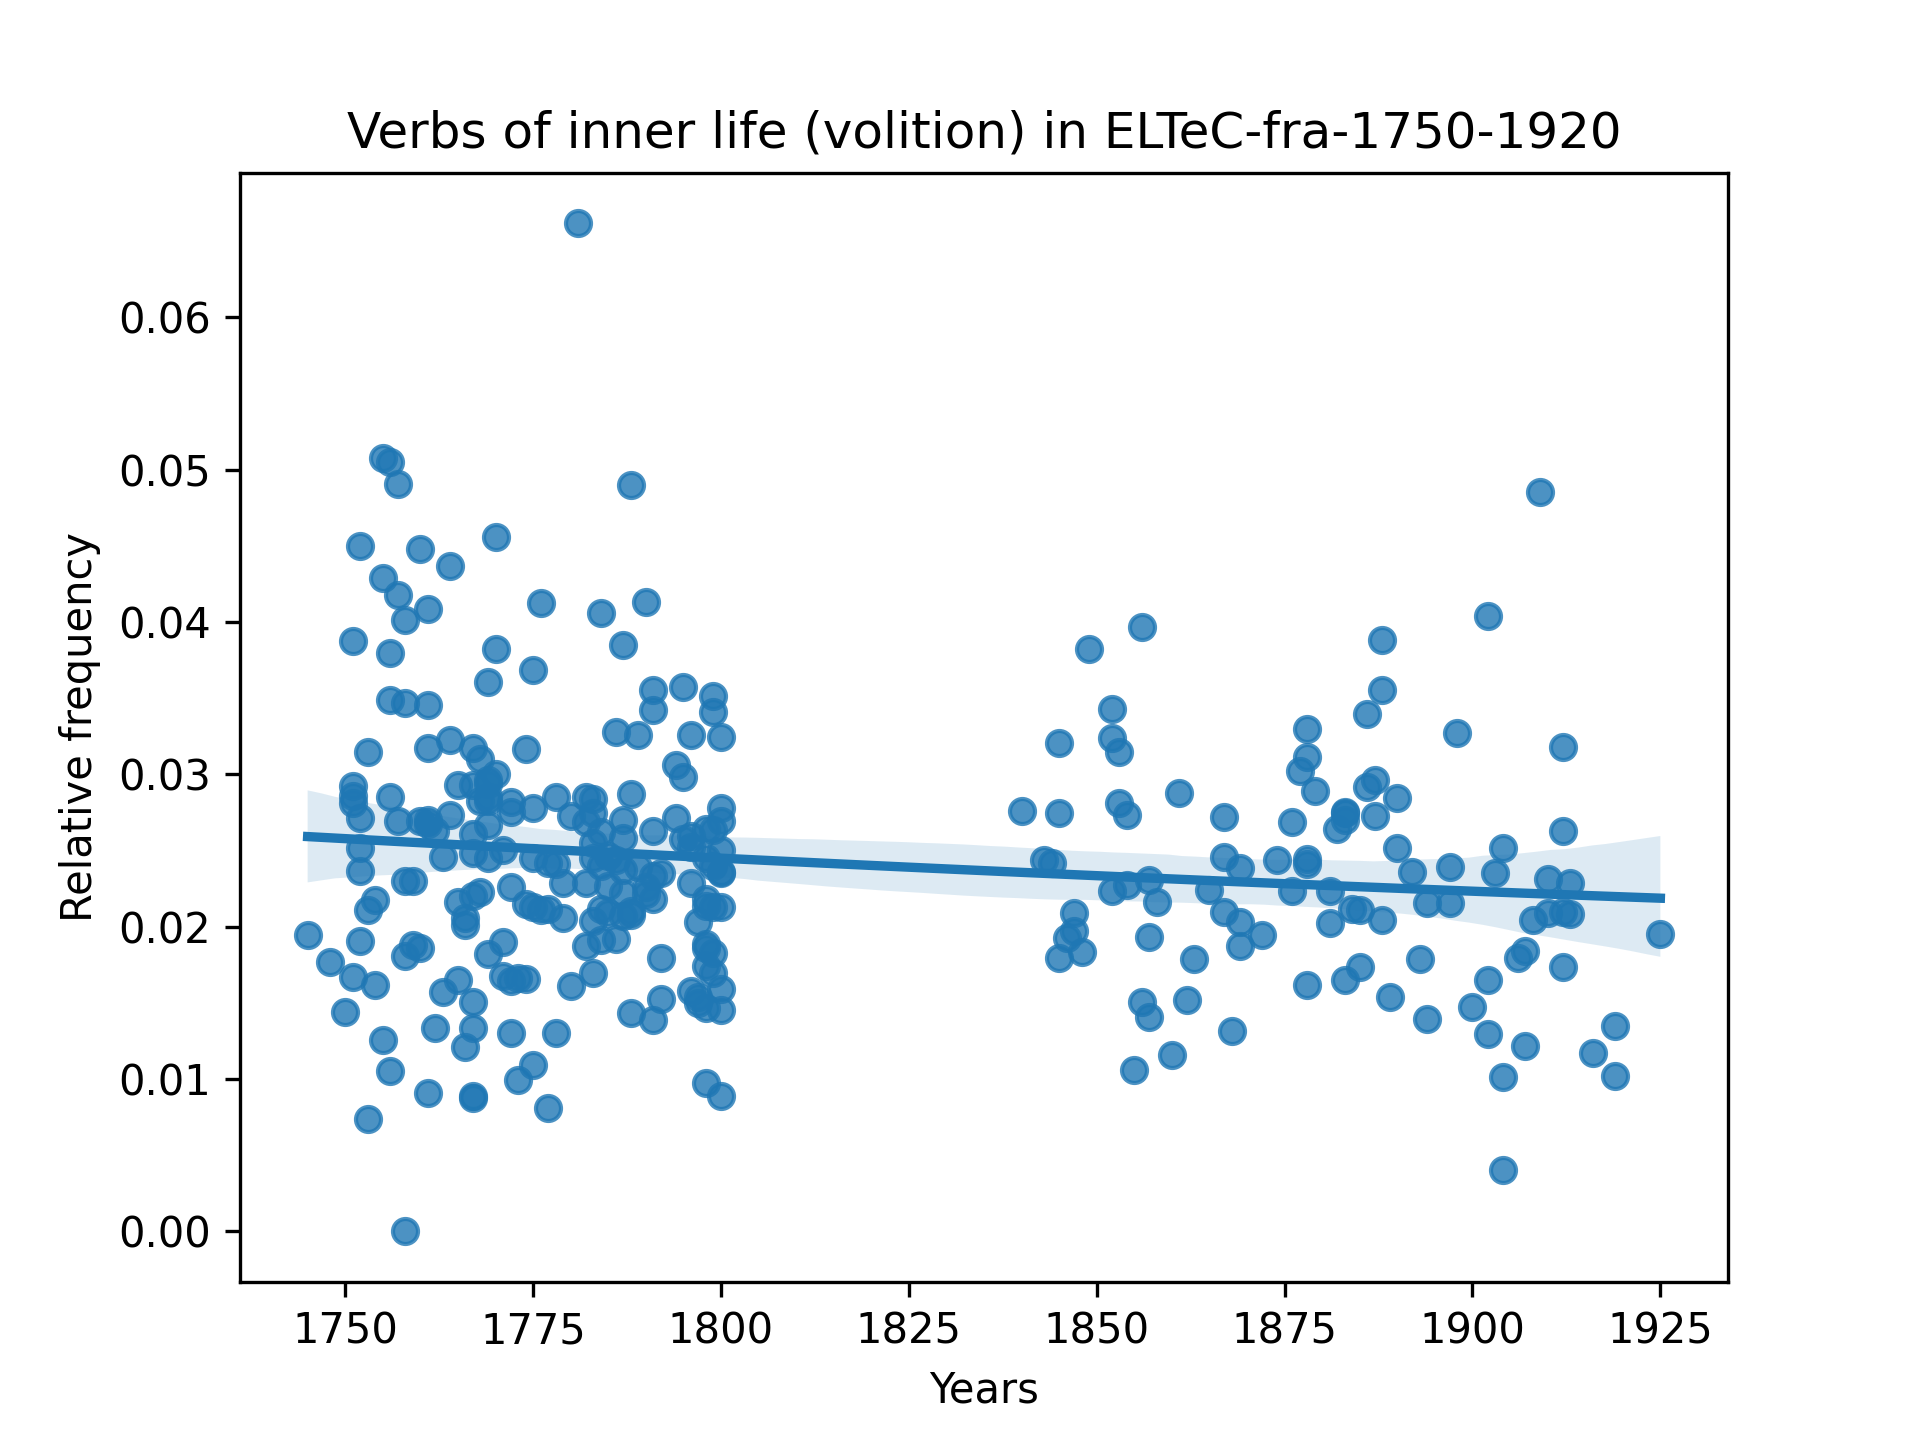 Verbs of inner life (volition) in ELTeC-fra-1750-1920
Relative frequency
0.06
0.05
0.04
0.03
0.02
0.01
0.00
1750 1775 1800 1825 1850 1875 1900 1925
Years